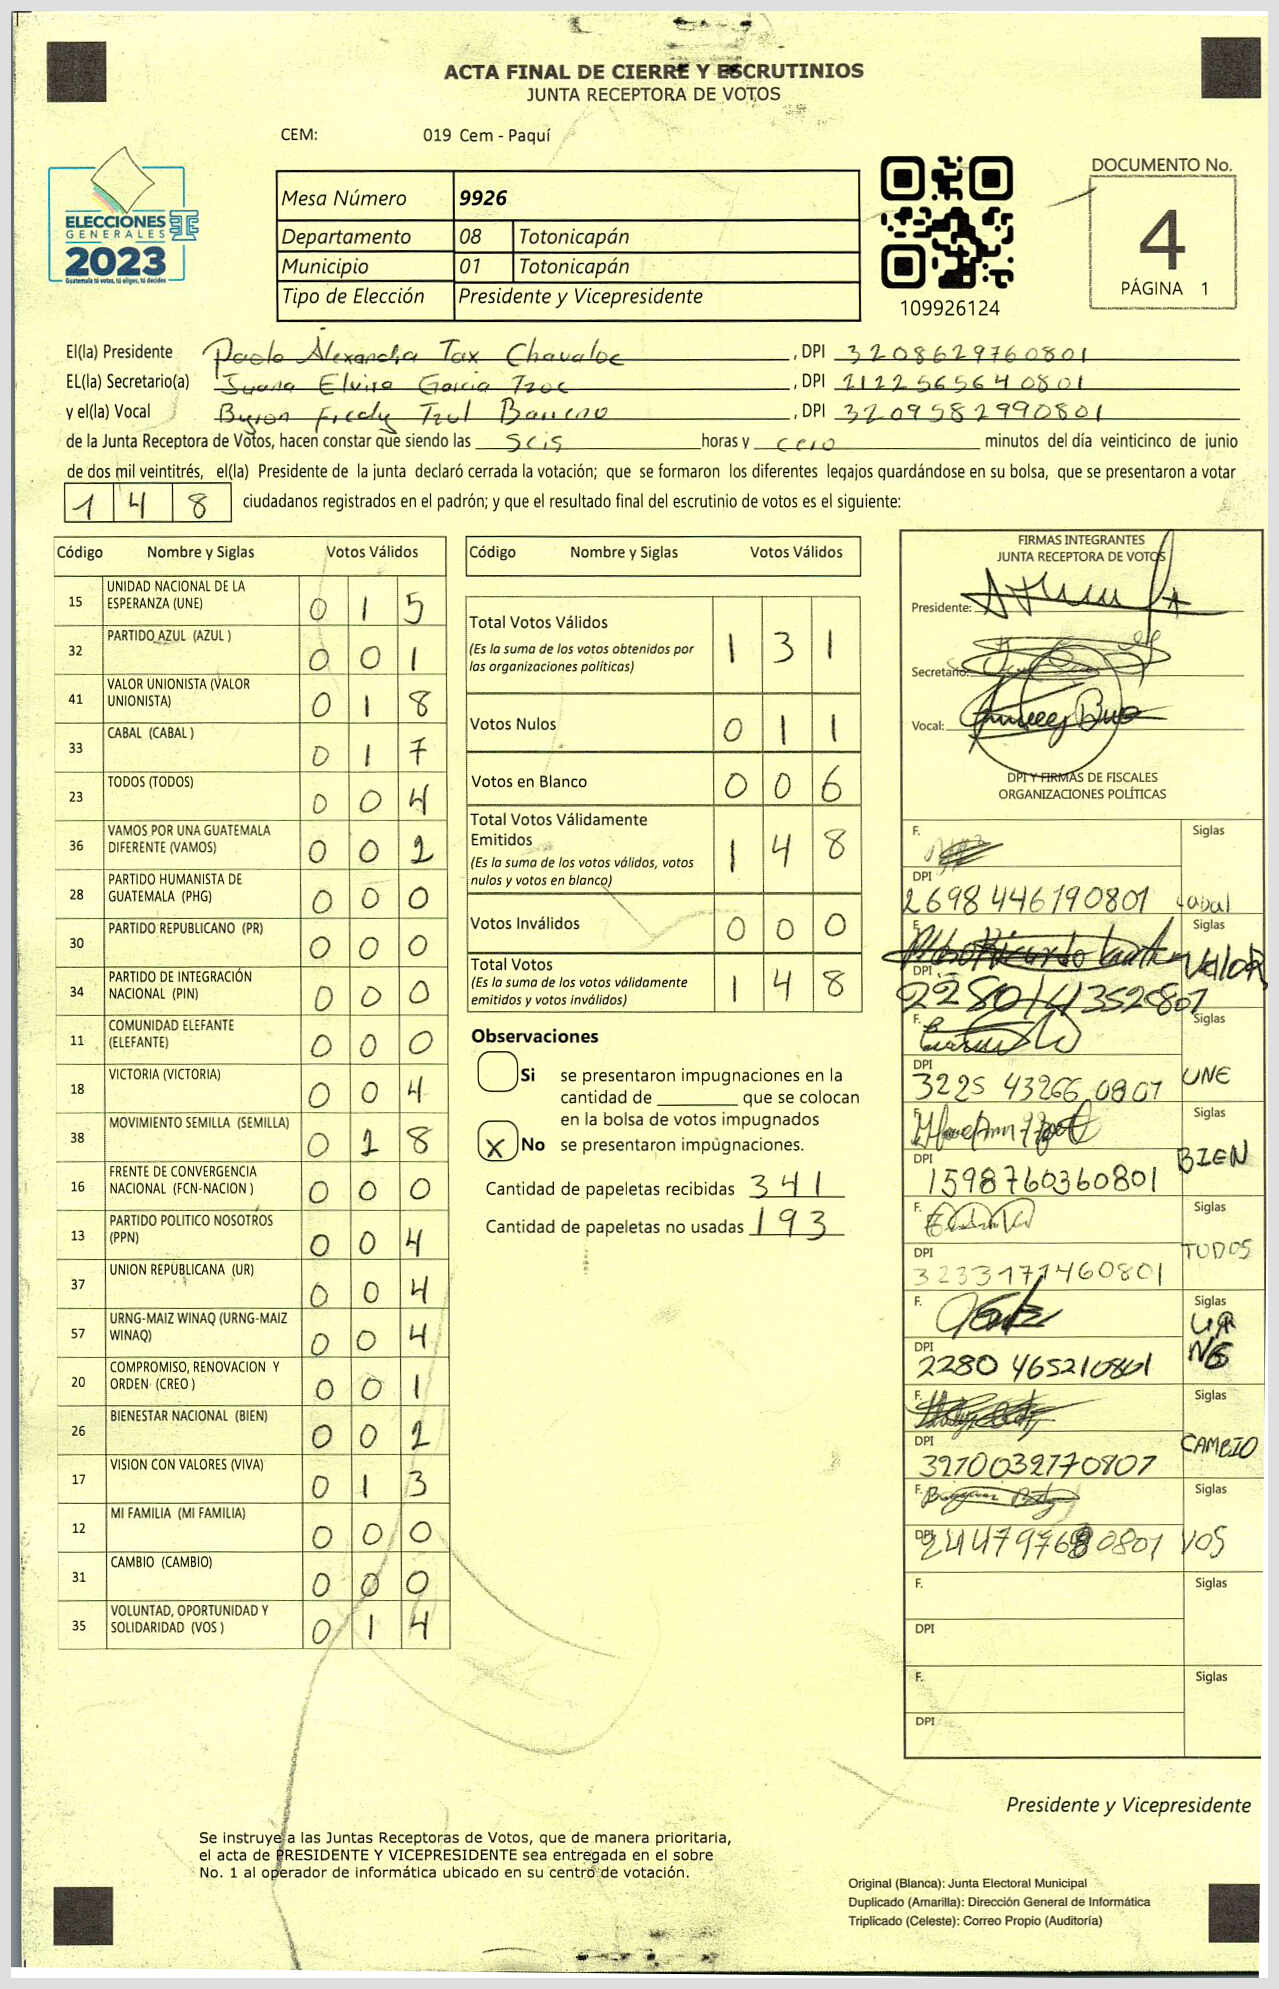 ACTA FINAL DE CIERRE Y ESCRUTINIOS
JUNTA RECEPTORA DE VOTOS
CEM: 019 Cem - Paquí
ELECCIONES
GENERALES
2023
Guatemala tú votas, tú eliges, tú decides
Mesa Número 9926
Departamento 08 Totonicapán
Municipio 01 Totonicapán
Tipo de Elección Presidente y Vicepresidente
109926124
DOCUMENTO No.
4
PÁGINA 1
El(la) Presidente Paola Alexandra Tax Chavaloc, DPI 3208629760801
EL(la) Secretario(a) Juana Elvira Garcia Tzoc, DPI 2122565640801
y el(la) Vocal Byron Fredy Tzul Barreno, DPI 3209582990801
de la Junta Receptora de Votos, hacen constar que siendo las seis horas y cero minutos del día veinticinco de junio
de dos mil veintitrés, el(la) Presidente de la junta declaró cerrada la votación; que se formaron los diferentes legajos quardándose en su bolsa, que se presentaron a votar
1 4 8 ciudadanos registrados en el padrón; y que el resultado final del escrutinio de votos es el siguiente:
Código Nombre y Siglas Votos Válidos
15 UNIDAD NACIONAL DE LA ESPERANZA (UNE) 0 1 5
32 PARTIDO AZUL (AZUL ) 0 0 1
41 VALOR UNIONISTA (VALOR UNIONISTA) 0 1 8
33 CABAL (CABAL ) 0 1 7
23 TODOS (TODOS) 0 0 4
36 VAMOS POR UNA GUATEMALA DIFERENTE (VAMOS) 0 0 2
28 PARTIDO HUMANISTA DE GUATEMALA (PHG) 0 0 0
30 PARTIDO REPUBLICANO (PR) 0 0 0
34 PARTIDO DE INTEGRACIÓN NACIONAL (PIN) 0 0 0
11 COMUNIDAD ELEFANTE (ELEFANTE) 0 0 0
18 VICTORIA (VICTORIA) 0 0 4
38 MOVIMIENTO SEMILLA (SEMILLA) 0 2 8
16 FRENTE DE CONVERGENCIA NACIONAL (FCN-NACION ) 0 0 0
13 PARTIDO POLITICO NOSOTROS (PPN) 0 0 4
37 UNION REPUBLICANA (UR) 0 0 4
57 URNG-MAIZ WINAQ (URNG-MAIZ WINAQ) 0 0 4
20 COMPROMISO, RENOVACION Y ORDEN (CREO ) 0 0 1
26 BIENESTAR NACIONAL (BIEN) 0 0 2
17 VISION CON VALORES (VIVA) 0 1 3
12 MI FAMILIA (MI FAMILIA) 0 0 0
31 CAMBIO (CAMBIO) 0 0 0
35 VOLUNTAD, OPORTUNIDAD Y SOLIDARIDAD (VOS ) 0 1 4
Código Nombre y Siglas Votos Válidos
Total Votos Válidos 1 3 1
(Es la suma de los votos obtenidos por
las organizaciones políticas)
Votos Nulos 0 1 1
Votos en Blanco 0 0 6
Total Votos Válidamente
Emitidos 1 4 8
(Es la suma de los votos válidos, votos
nulos y votos en blanco)
Votos Inválidos 0 0 0
Total Votos 1 4 8
(Es la suma de los votos válidamente
emitidos y votos inválidos)
Observaciones
Si se presentaron impugnaciones en la
cantidad de ________ que se colocan
en la bolsa de votos impugnados
X No se presentaron impugnaciones.
Cantidad de papeletas recibidas 341
Cantidad de papeletas no usadas 193
FIRMAS INTEGRANTES
JUNTA RECEPTORA DE VOTOS
Presidente:
Secretario:
Vocal:
DPI Y FIRMAS DE FISCALES
ORGANIZACIONES POLÍTICAS
F. Siglas
DPI
2698446190801 Cabal
F. Siglas
DPI VALOR
F. Siglas
DPI
3225 43266 0801 UNE
F. Siglas
DPI
1598760360801 BIEN
F. Siglas
DPI TODOS
F. Siglas
DPI
2280 465210801
F. Siglas
DPI CAMBIO
F. Siglas
DPI VOS
F. Siglas
DPI
F. Siglas
DPI
Presidente y Vicepresidente
Se instruye a las Juntas Receptoras de Votos, que de manera prioritaria,
el acta de PRESIDENTE Y VICEPRESIDENTE sea entregada en el sobre
No. 1 al operador de informática ubicado en su centro de votación.
Original (Blanca): Junta Electoral Municipal
Duplicado (Amarilla): Dirección General de Informática
Triplicado (Celeste): Correo Propio (Auditoría)